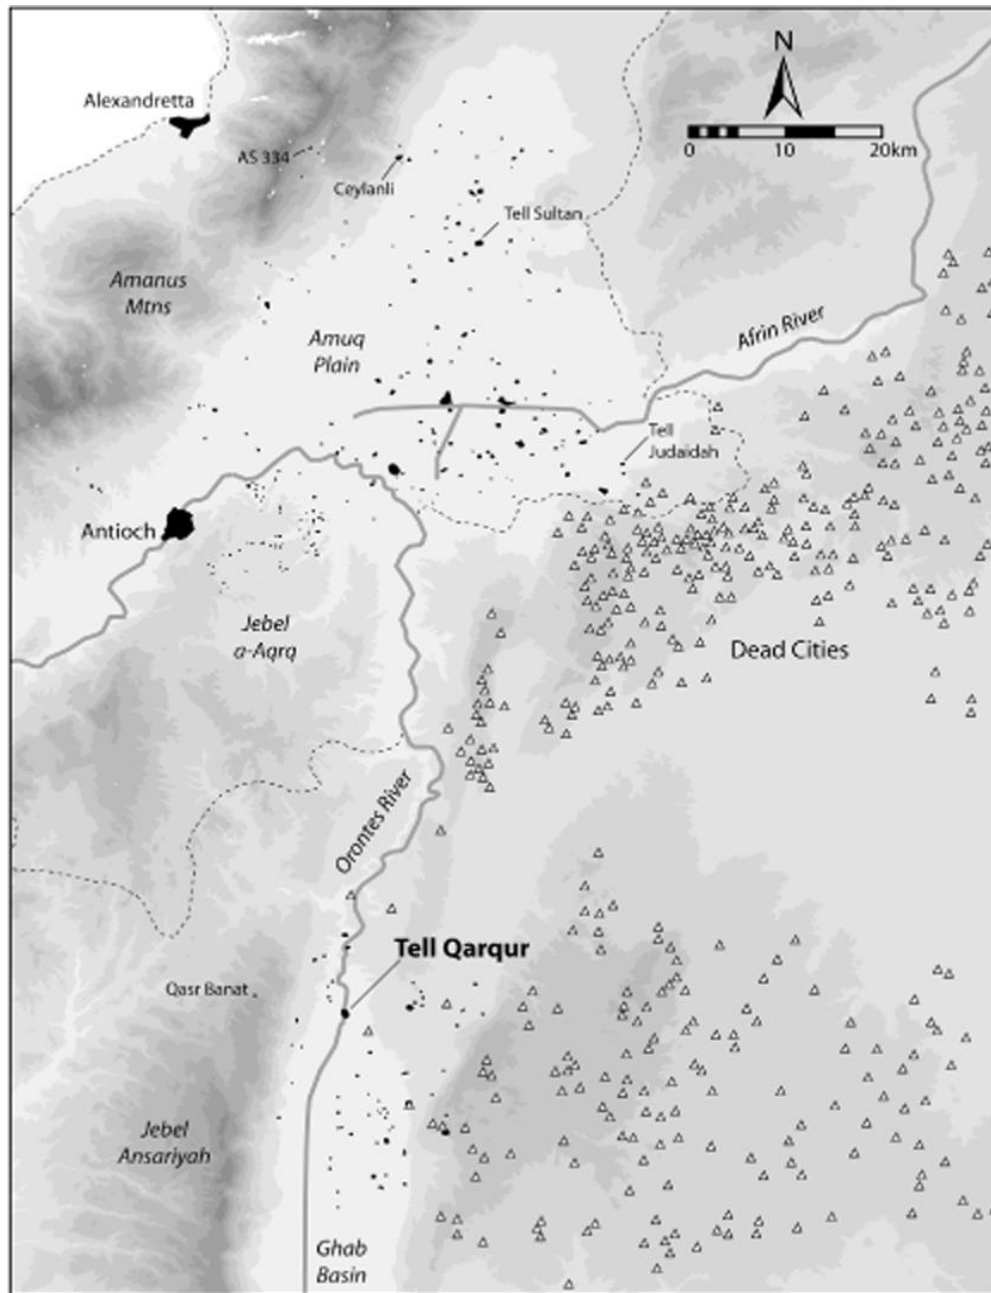 N
0 10 20km
Alexandretta
AS 334
Ceylanli
Tell Sultan
Amanus
Mtns
Amuq
Plain
Afrin River
Tell
Judaidah
Antioch
Jebel
a-Aqrq
Dead Cities
Orontes River
Tell Qarqur
Qasr Banat
Jebel
Ansariyah
Ghab
Basin